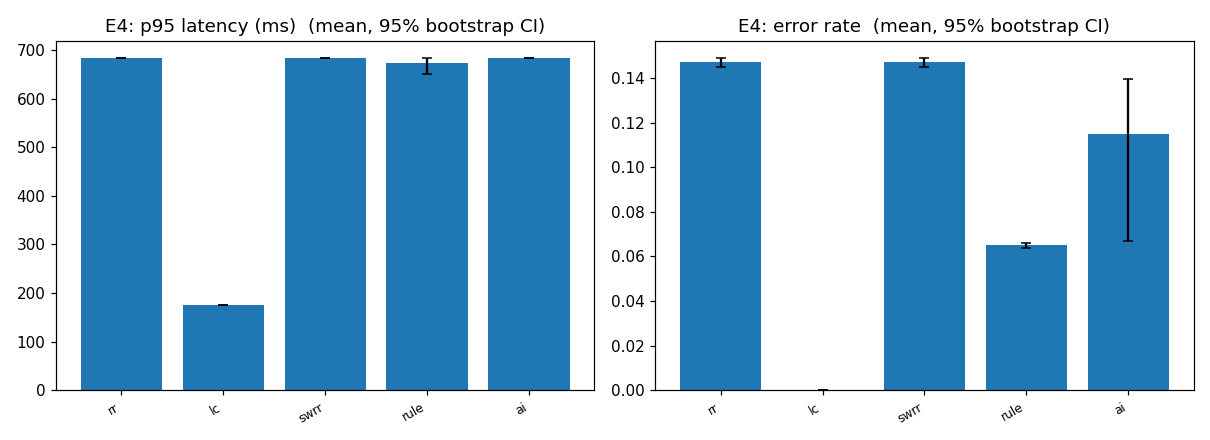 E4: p95 latency (ms)  (mean, 95% bootstrap CI)
700
600
500
400
300
200
100
0
rr
lc
swrr
rule
ai
E4: error rate  (mean, 95% bootstrap CI)
0.14
0.12
0.10
0.08
0.06
0.04
0.02
0.00
rr
lc
swrr
rule
ai